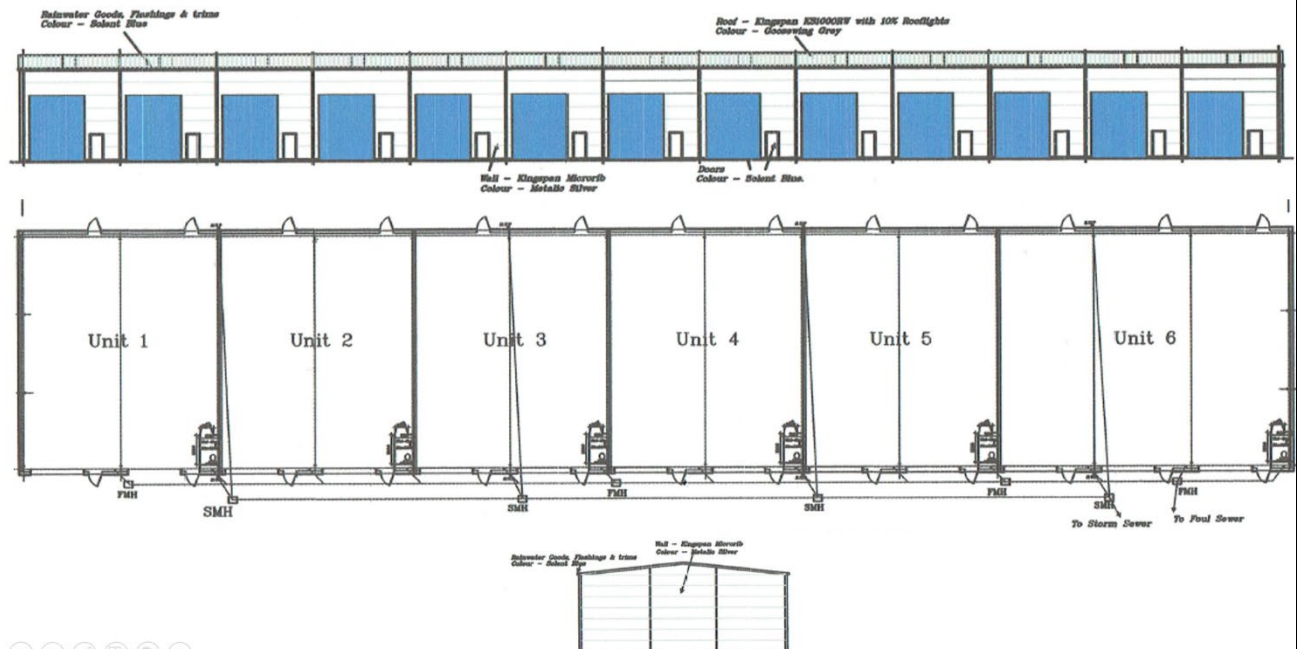 Rainwater Goods, Flashings & trims
Colour - Solent Blue
Roof - Kingspan KS1000RW with 10% Rooflights
Colour - Goosewing Grey
Wall - Kingspan Microrib
Colour - Metalic Silver
Doors
Colour - Solent Blue.
Unit 1
Unit 2
Unit 3
Unit 4
Unit 5
Unit 6
FMH
SMH
SMH
FMH
SMH
FMH
SMH
FMH
To Storm Sewer
To Foul Sewer
Wall - Kingspan Microrib
Colour - Metalic Silver
Rainwater Goods, Flashings & trims
Colour - Solent Blue